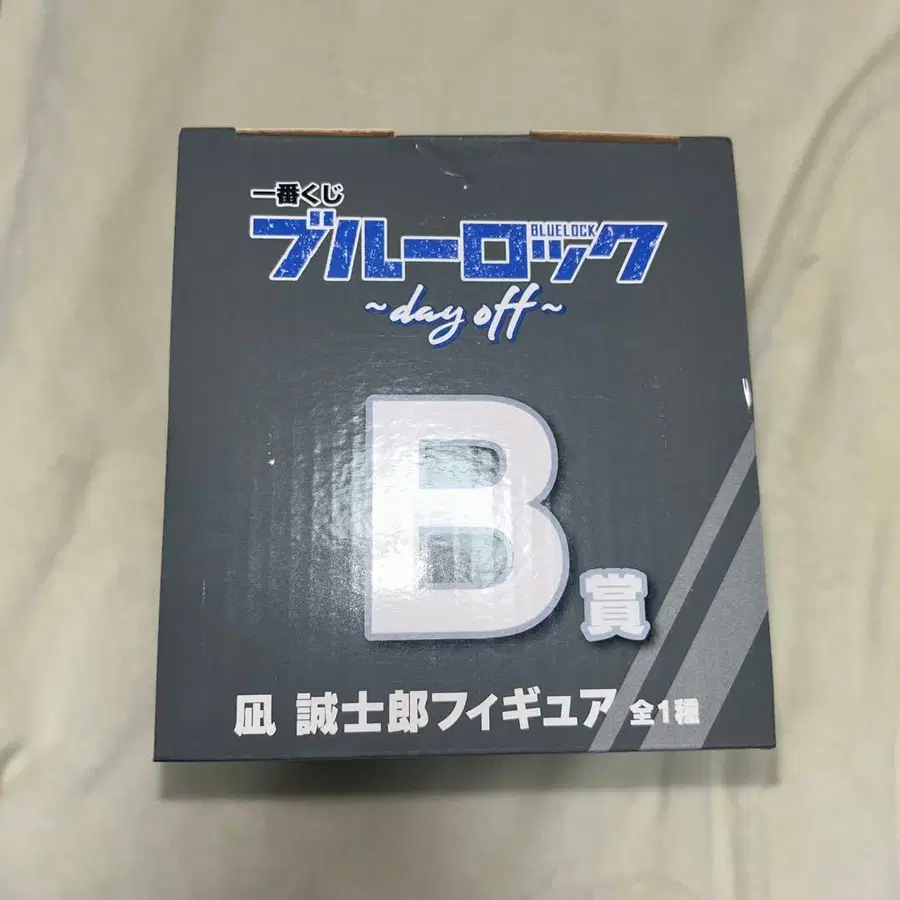 一番くじ
ブルーロック
BLUELOCK
~day off~
B賞
凪 誠士郎フィギュア 全1種